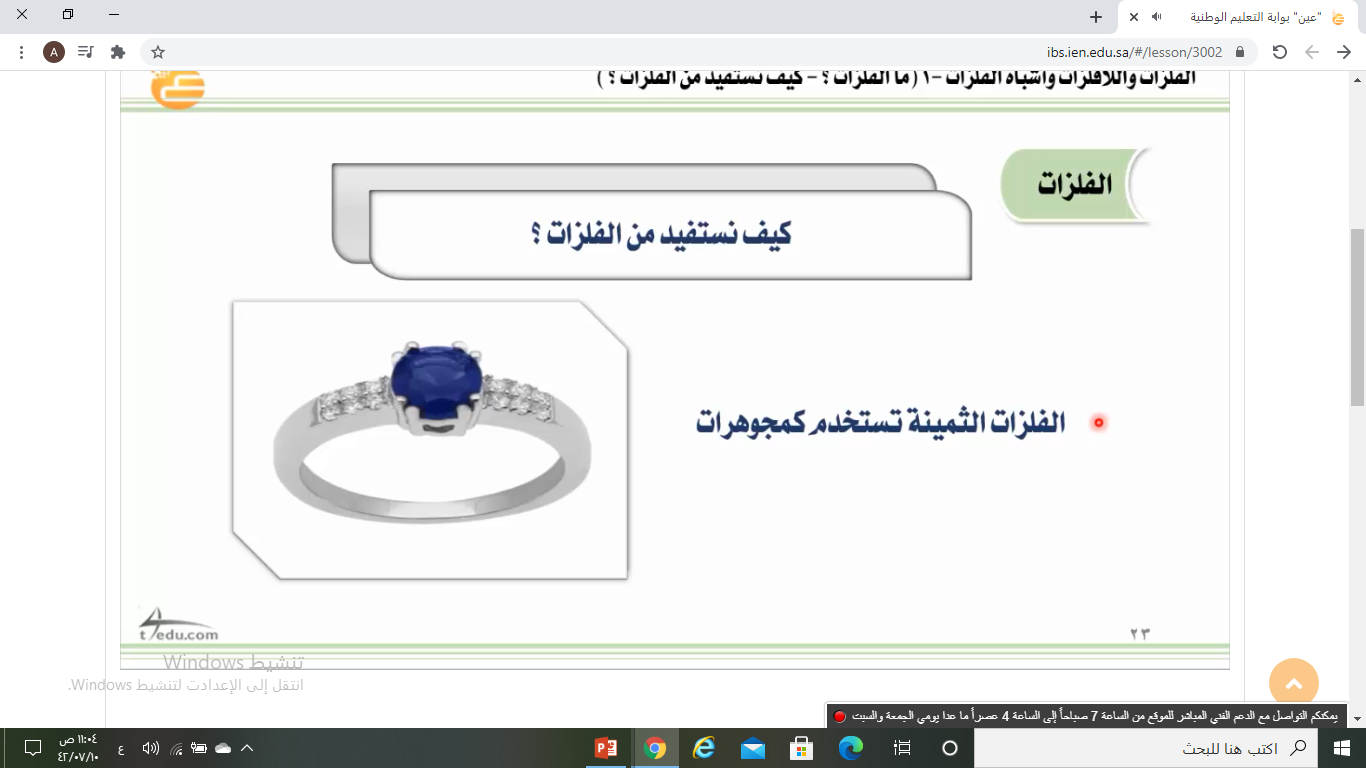 "عين" بوابة التعليم الوطنية
ibs.ien.edu.sa/#/lesson/3002
A
الفلزات واللافلزات وأشباه الفلزات -١ ( ما الفلزات ؟ - كيف نستفيد من الفلزات ؟ )
الفلزات
كيف نستفيد من الفلزات ؟
الفلزات الثمينة تستخدم كمجوهرات
t4edu.com
٢٣
تنشيط Windows
انتقل إلى الإعدادت لتنشيط Windows.
يمكنكم التواصل مع الدعم الفني المباشر للموقع من الساعة 7 صباحاً إلى الساعة 4 عصراً ما عدا يومي الجمعة والسبت
اكتب هنا للبحث
ع
١١:٠٤ ص
٤٢/٠٧/١٠